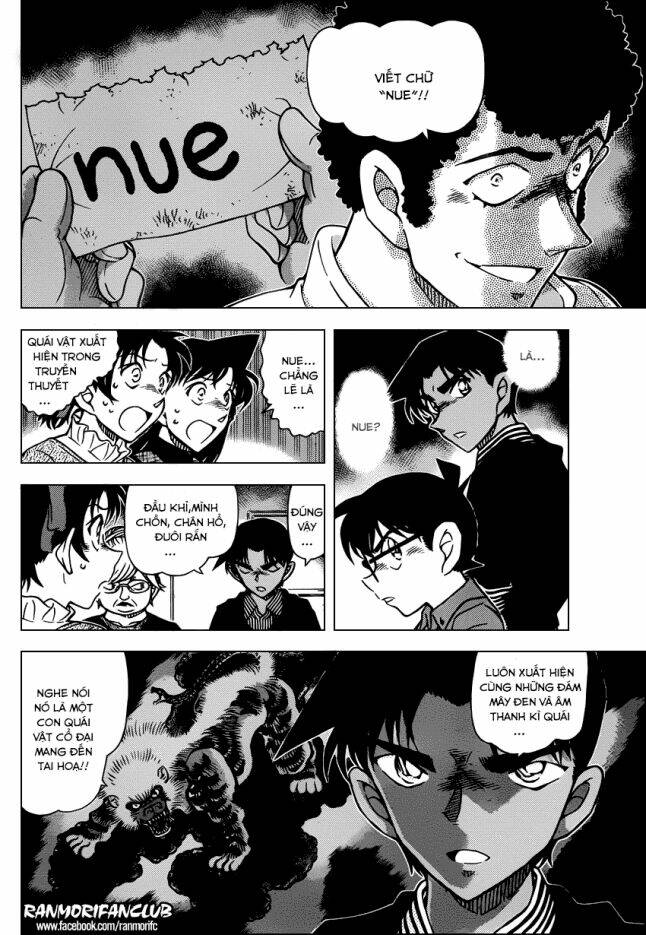 VIẾT CHỮ
"NUE"!!
nue
LÀ...
NUE?
NUE...
CHẲNG
LẼ LÀ
...
QUÁI VẬT XUẤT
HIỆN TRONG
TRUYỀN
THUYẾT
...
ĐÚNG
VẬY
...
ĐẦU KHỈ,MÌNH
CHỒN, CHÂN HỔ,
ĐUÔI RẮN
...
LUÔN XUẤT HIỆN
CÙNG NHỮNG ĐÁM
MÂY ĐEN VÀ ÂM
THANH KÌ QUÁI
...
NGHE NÓI
NÓ LÀ MỘT
CON QUÁI
VẬT CỔ ĐẠI
MANG ĐẾN
TAI HOẠ!!
RANMORIFANCLUB
www.facebook.com/ranmorifc